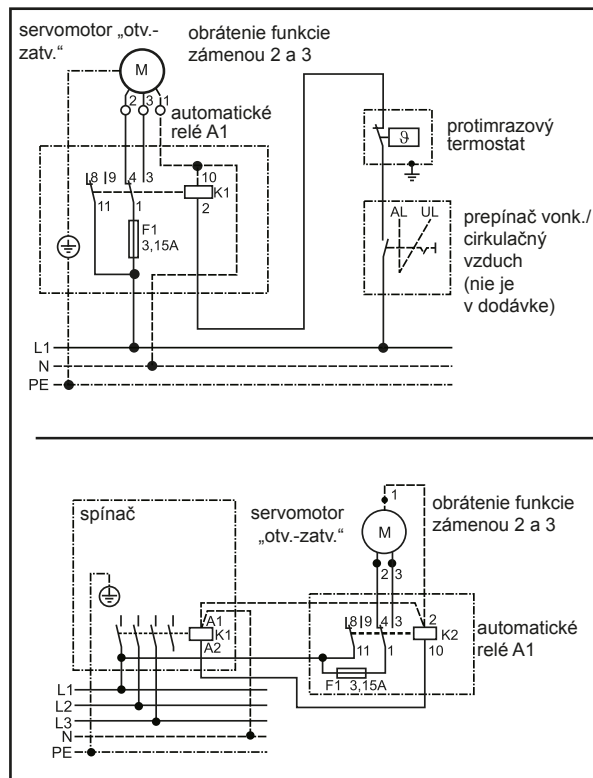 servomotor „otv.-
zatv.“
obrátenie funkcie
zámenou 2 a 3
M
2 3 1
automatické
relé A1
8 9 4 3
10
K1
11 1
2
F1
3,15A
protimrazový
termostat
ϑ
AL UL
prepínač vonk./
cirkulačný
vzduch
(nie je
v dodávke)
L1
N
PE
spínač
servomotor
„otv.-zatv.“
1
obrátenie funkcie
zámenou 2 a 3
M
2 3
A1
K1
A2
8 9 4 3
2
K2
11 1
10
automatické
relé A1
F1 3,15A
L1
L2
L3
N
PE